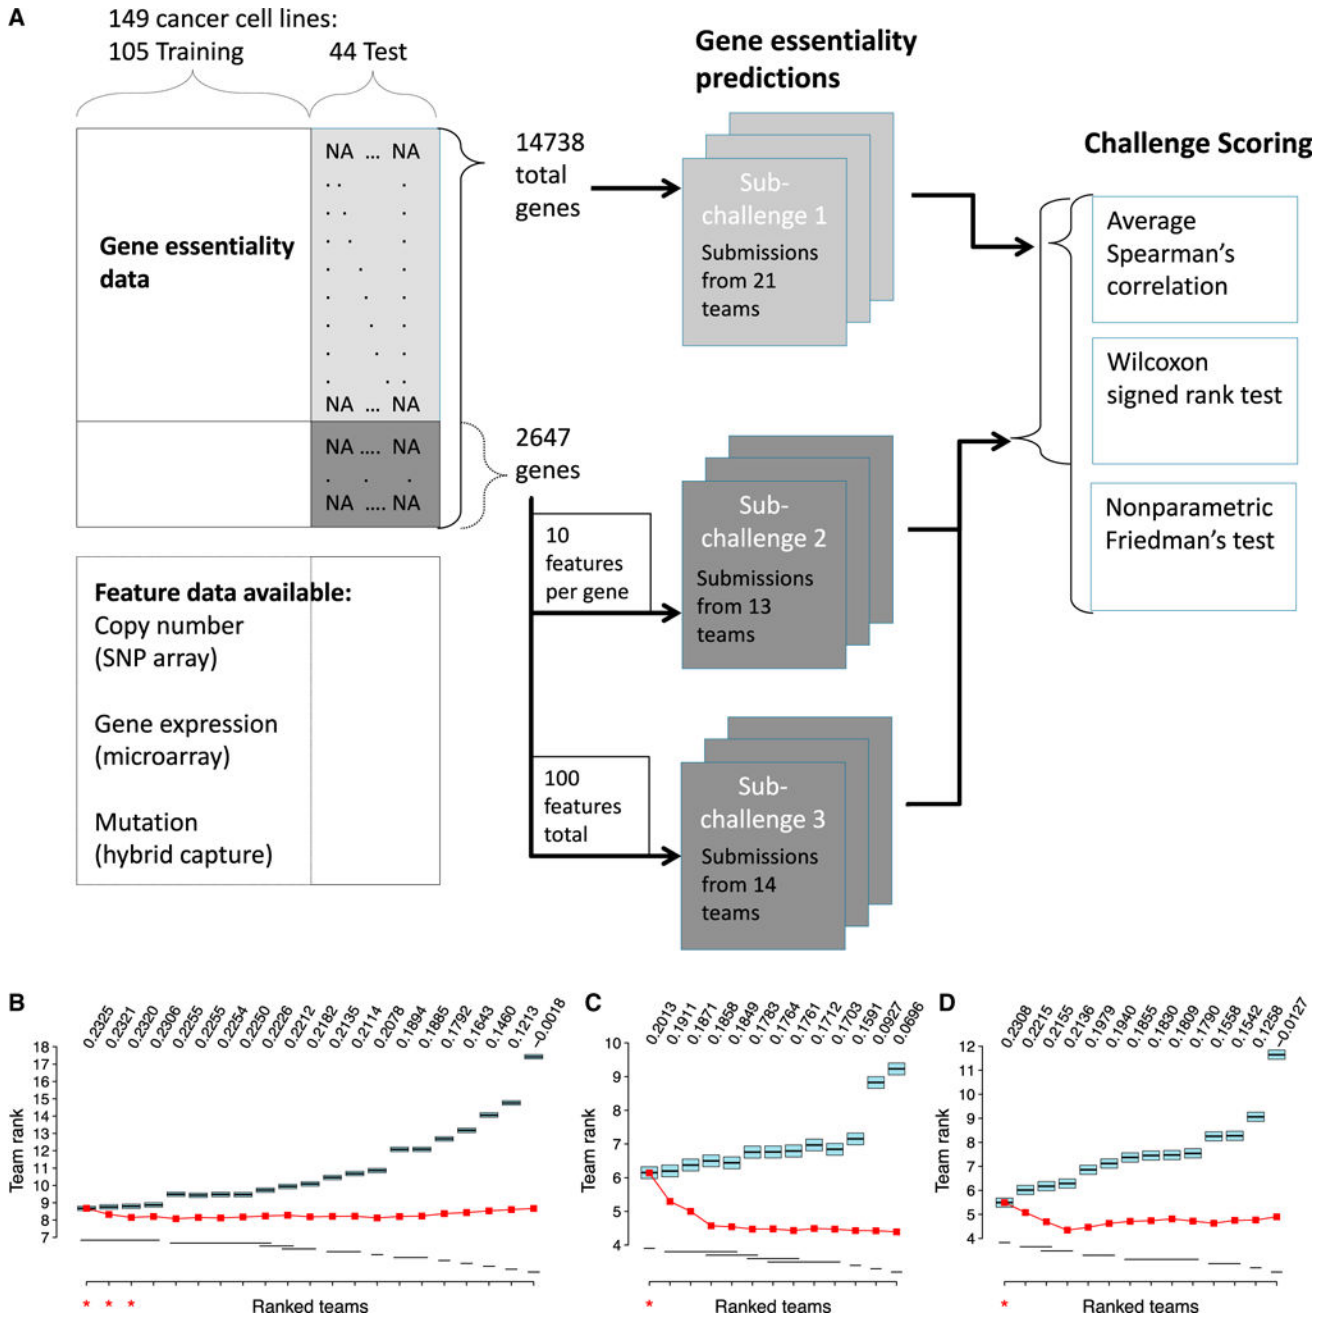 A
149 cancer cell lines:
105 Training
44 Test
Gene essentiality
predictions
Challenge Scoring
NA ... NA
Gene essentiality
data
NA ... NA
NA .... NA
NA .... NA
14738
total
genes
2647
genes
Sub-
challenge 1
Submissions
from 21
teams
10
features
per gene
Sub-
challenge 2
Submissions
from 13
teams
100
features
total
Sub-
challenge 3
Submissions
from 14
teams
Average
Spearman's
correlation
Wilcoxon
signed rank test
Nonparametric
Friedman's test
Feature data available:
Copy number
(SNP array)
Gene expression
(microarray)
Mutation
(hybrid capture)
B
0.2325
0.2321
0.2320
0.2306
0.2255
0.2255
0.2254
0.2250
0.2226
0.2212
0.2182
0.2135
0.2114
0.2078
0.1894
0.1885
0.1792
0.1643
0.1460
0.1213
−0.0018
Team rank
18
17
16
15
14
13
12
11
10
9
8
* * *
Ranked teams
C
0.2013
0.1911
0.1871
0.1858
0.1849
0.1783
0.1764
0.1761
0.1712
0.1703
0.1591
0.0927
0.0696
Team rank
10
9
8
7
6
5
4
*
Ranked teams
D
0.2308
0.2215
0.2155
0.2136
0.1979
0.1940
0.1855
0.1830
0.1809
0.1790
0.1558
0.1542
0.1258
−0.0127
Team rank
12
11
10
9
8
7
6
5
4
*
Ranked teams